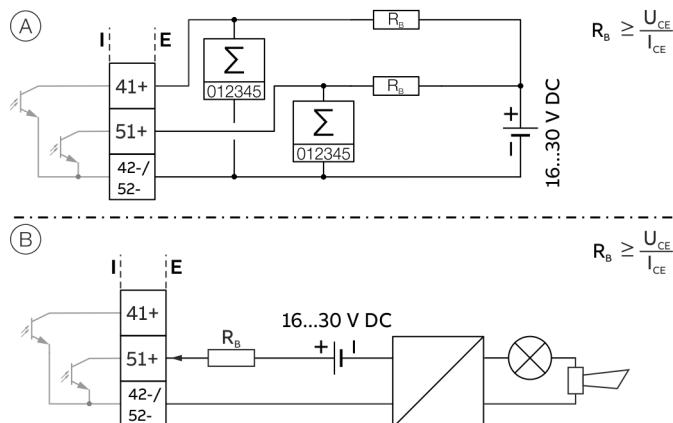 A
I E
R_B
R_B ≥ U_CE / I_CE
Σ
012345
41+
R_B
Σ
012345
51+
42-/
52-
+
–
16...30 V DC
B
R_B ≥ U_CE / I_CE
I E
41+
16...30 V DC
R_B
+ –
51+
42-/
52-